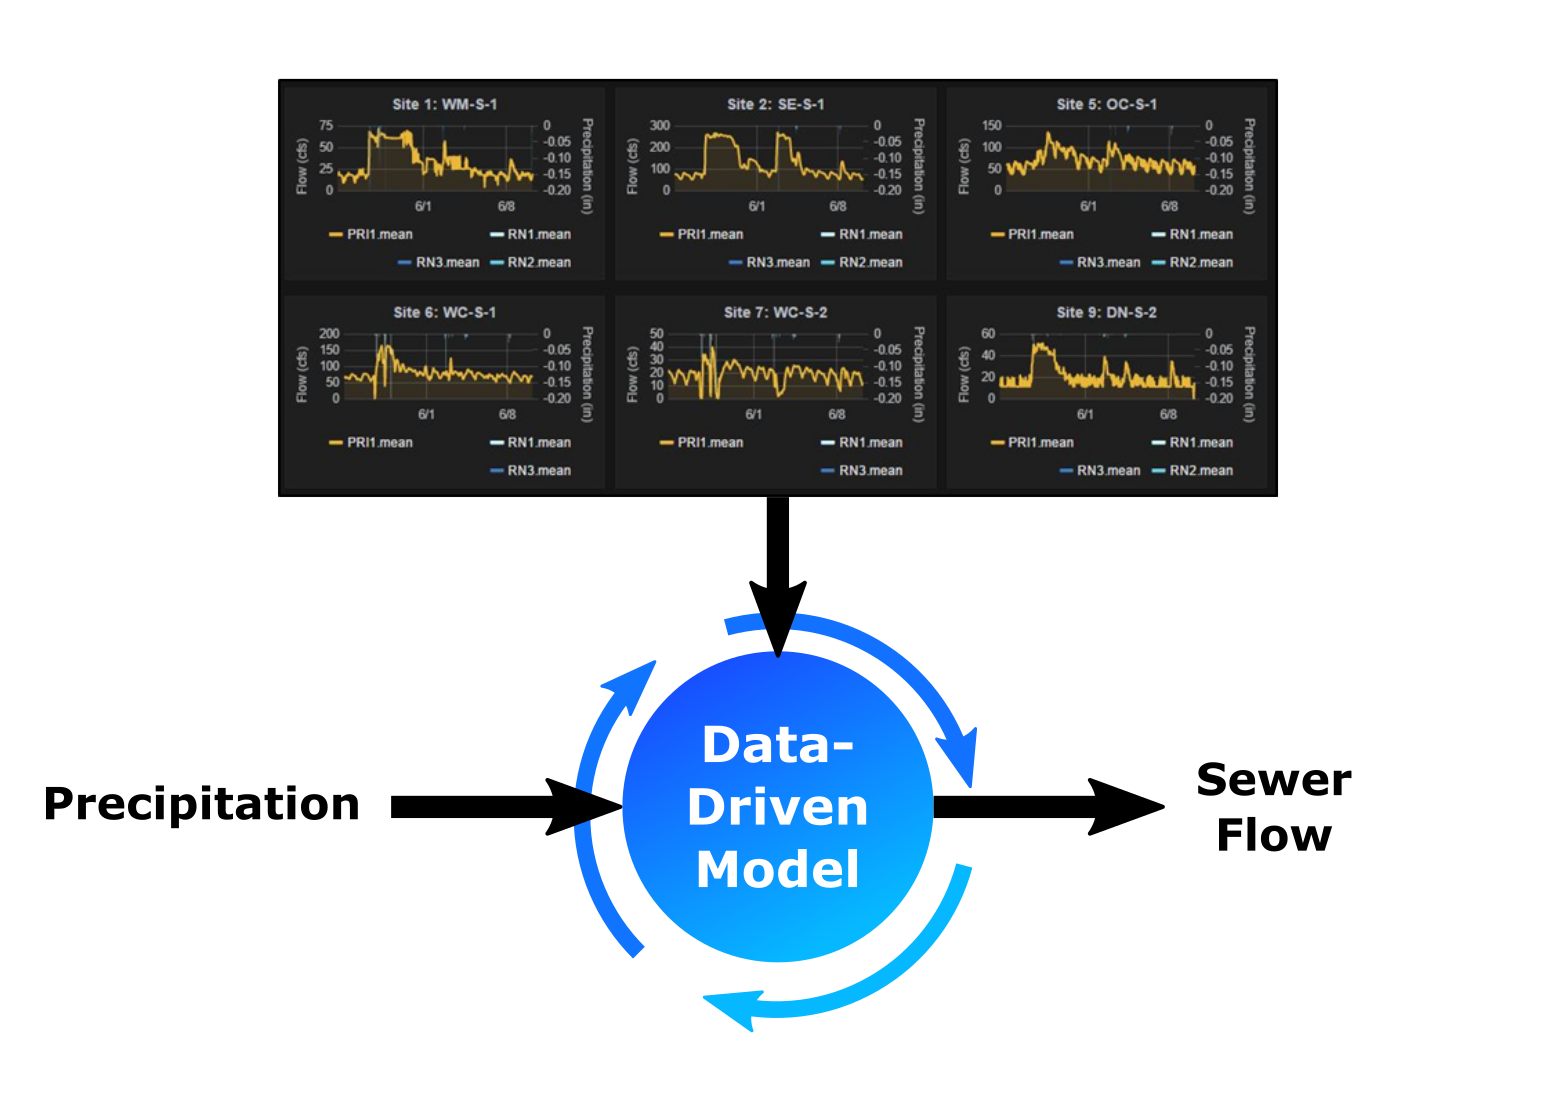 Site 1: WM-S-1
75
50
25
0
Flow (cfs)
0
-0.05
-0.10
-0.15
-0.20
Precipitation (in)
6/1
6/8
PRI1.mean
RN1.mean
RN3.mean
RN2.mean
Site 2: SE-S-1
300
200
100
0
Flow (cfs)
0
-0.05
-0.10
-0.15
-0.20
Precipitation (in)
6/1
6/8
PRI1.mean
RN1.mean
RN3.mean
RN2.mean
Site 5: OC-S-1
150
100
50
0
Flow (cfs)
0
-0.05
-0.10
-0.15
-0.20
Precipitation (in)
6/1
6/8
PRI1.mean
RN1.mean
RN3.mean
RN2.mean
Site 6: WC-S-1
200
150
100
50
0
Flow (cfs)
0
-0.05
-0.10
-0.15
-0.20
Precipitation (in)
6/1
6/8
PRI1.mean
RN1.mean
RN3.mean
Site 7: WC-S-2
50
40
30
20
10
0
Flow (cfs)
0
-0.05
-0.10
-0.15
-0.20
Precipitation (in)
6/1
6/8
PRI1.mean
RN1.mean
RN3.mean
Site 9: DN-S-2
60
40
20
0
Flow (cfs)
0
-0.05
-0.10
-0.15
-0.20
Precipitation (in)
6/1
6/8
PRI1.mean
RN1.mean
RN3.mean
RN2.mean
Precipitation
Data-
Driven
Model
Sewer
Flow